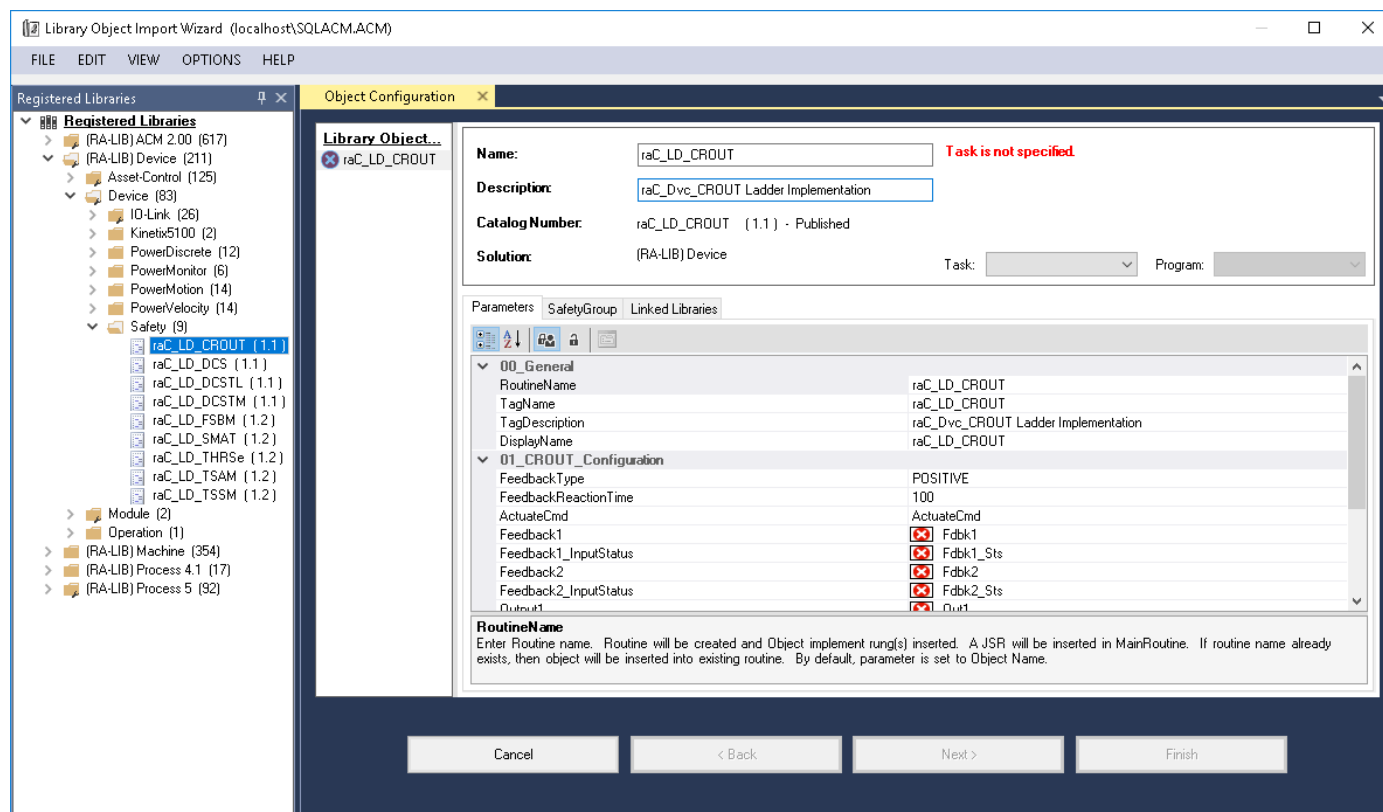 Library Object Import Wizard (localhost\SQLACM.ACM)
FILE EDIT VIEW OPTIONS HELP
Registered Libraries
Registered Libraries
(RA-LIB) ACM 2.00 (617)
(RA-LIB) Device (211)
Asset-Control (125)
Device (83)
IO-Link (26)
Kinetix5100 (2)
PowerDiscrete (12)
PowerMonitor (6)
PowerMotion (14)
PowerVelocity (14)
Safety (9)
raC_LD_CROUT (1.1)
raC_LD_DCS (1.1)
raC_LD_DCSTL (1.1)
raC_LD_DCSTM (1.1)
raC_LD_FSBM (1.2)
raC_LD_SMAT (1.2)
raC_LD_THRSe (1.2)
raC_LD_TSAM (1.2)
raC_LD_TSSM (1.2)
Module (2)
Operation (1)
(RA-LIB) Machine (354)
(RA-LIB) Process 4.1 (17)
(RA-LIB) Process 5 (92)
Object Configuration
Library Object...
raC_LD_CROUT
Name: raC_LD_CROUT Task is not specified.
Description: raC_Dvc_CROUT Ladder Implementation
Catalog Number: raC_LD_CROUT (1.1) - Published
Solution: (RA-LIB) Device
Task: Program:
Parameters SafetyGroup Linked Libraries
00_General
RoutineName raC_LD_CROUT
TagName raC_LD_CROUT
TagDescription raC_Dvc_CROUT Ladder Implementation
DisplayName raC_LD_CROUT
01_CROUT_Configuration
FeedbackType POSITIVE
FeedbackReactionTime 100
ActuateCmd ActuateCmd
Feedback1 Fdbk1
Feedback1_InputStatus Fdbk1_Sts
Feedback2 Fdbk2
Feedback2_InputStatus Fdbk2_Sts
Output1 Out1
RoutineName
Enter Routine name. Routine will be created and Object implement rung(s) inserted. A JSR will be inserted in MainRoutine. If routine name already
exists, then object will be inserted into existing routine. By default, parameter is set to Object Name.
Cancel < Back Next > Finish